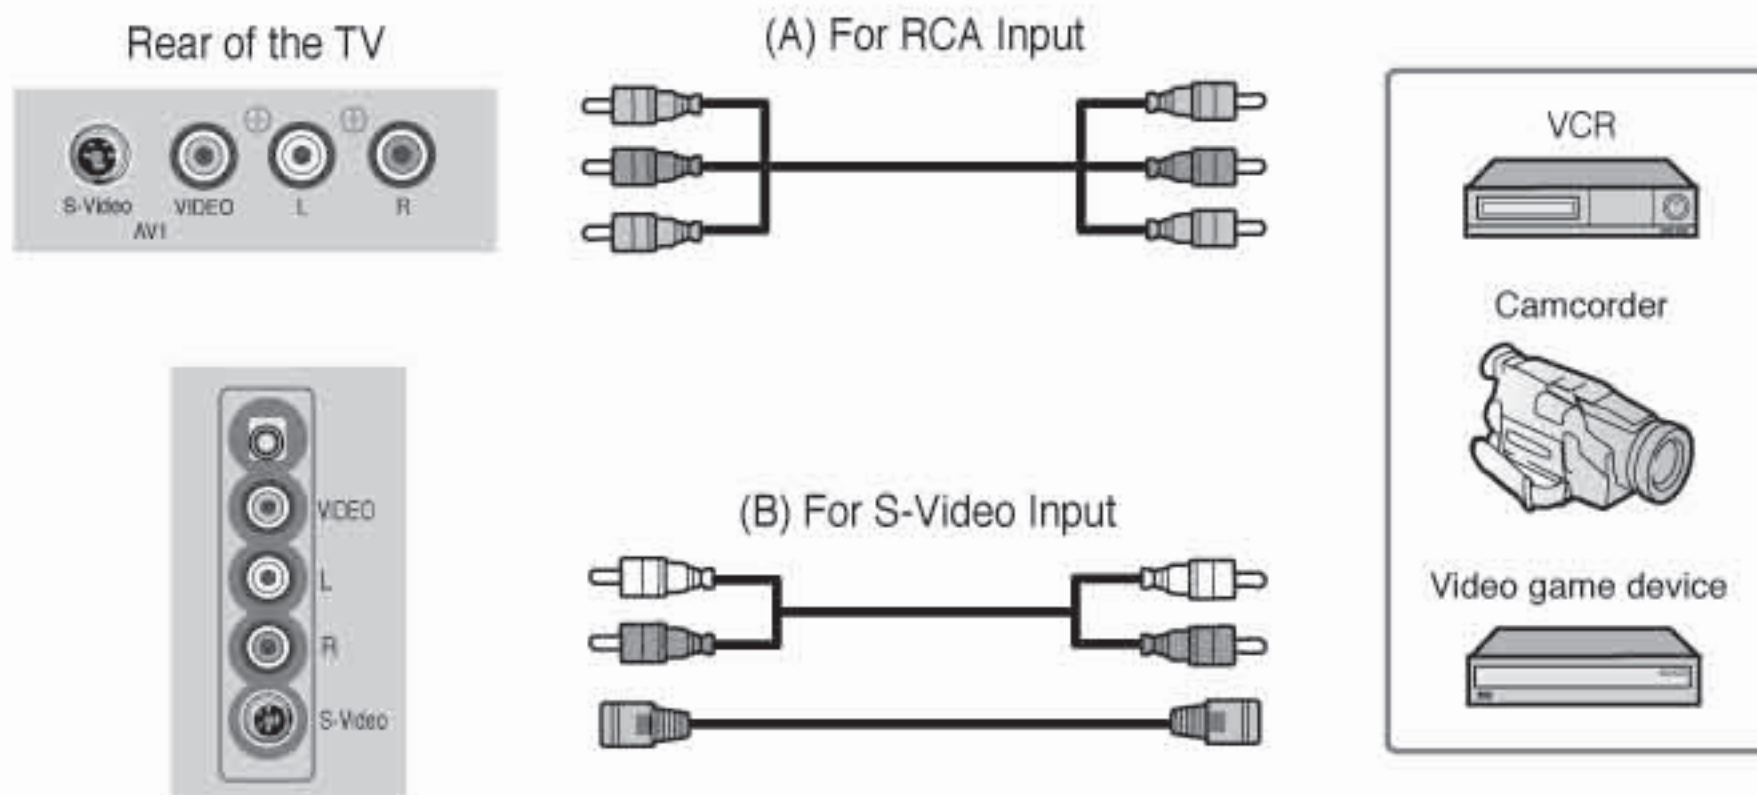 Rear of the TV
S-Video VIDEO L R
AV1
(A) For RCA Input
VIDEO
L
R
S-Video
(B) For S-Video Input
VCR
Camcorder
Video game device